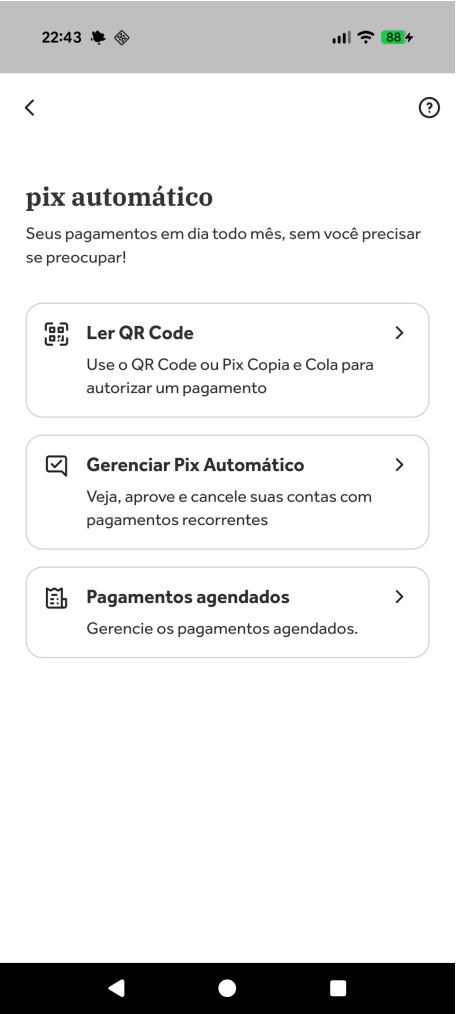 22:43
88
pix automático
Seus pagamentos em dia todo mês, sem você precisar
se preocupar!
Ler QR Code
Use o QR Code ou Pix Copia e Cola para
autorizar um pagamento
Gerenciar Pix Automático
Veja, aprove e cancele suas contas com
pagamentos recorrentes
Pagamentos agendados
Gerencie os pagamentos agendados.